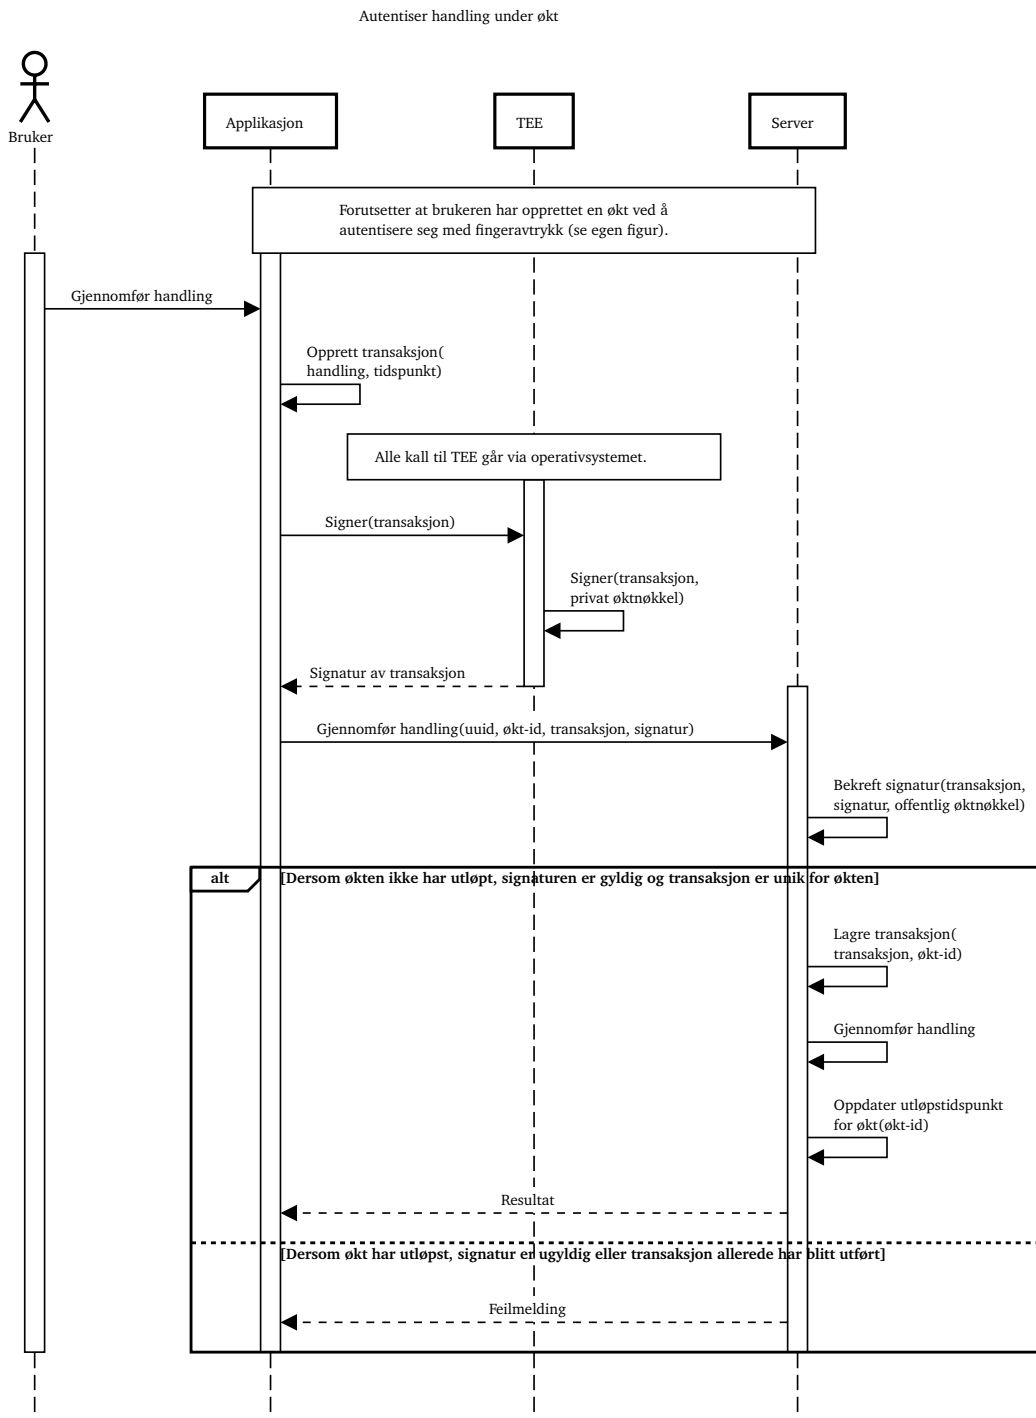 Autentiser handling under økt
Bruker
Applikasjon
TEE
Server
Forutsetter at brukeren har opprettet en økt ved å
autentisere seg med fingeravtrykk (se egen figur).
Gjennomfør handling
Opprett transaksjon(
handling, tidspunkt)
Alle kall til TEE går via operativsystemet.
Signer(transaksjon)
Signer(transaksjon,
privat øktnøkkel)
Signatur av transaksjon
Gjennomfør handling(uuid, økt-id, transaksjon, signatur)
Bekreft signatur(transaksjon,
signatur, offentlig øktnøkkel)
alt
[Dersom økten ikke har utløpt, signaturen er gyldig og transaksjon er unik for økten]
Lagre transaksjon(
transaksjon, økt-id)
Gjennomfør handling
Oppdater utløpstidspunkt
for økt(økt-id)
Resultat
[Dersom økt har utløpst, signatur er ugyldig eller transaksjon allerede har blitt utført]
Feilmelding